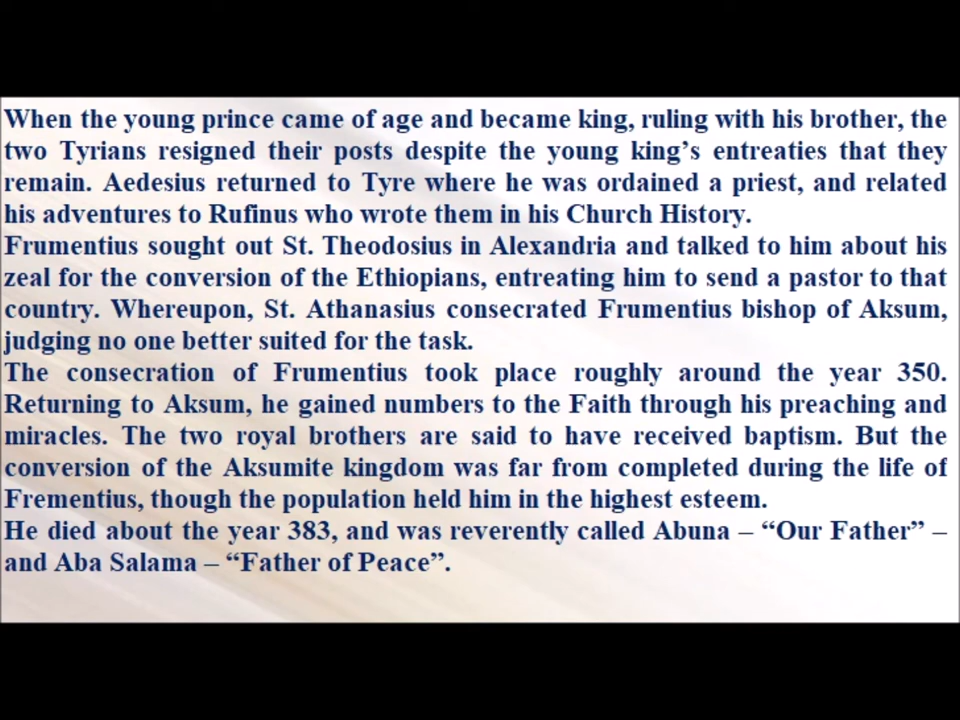 When the young prince came of age and became king, ruling with his brother, the
two Tyrians resigned their posts despite the young king’s entreaties that they
remain. Aedesius returned to Tyre where he was ordained a priest, and related
his adventures to Rufinus who wrote them in his Church History.
Frumentius sought out St. Theodosius in Alexandria and talked to him about his
zeal for the conversion of the Ethiopians, entreating him to send a pastor to that
country. Whereupon, St. Athanasius consecrated Frumentius bishop of Aksum,
judging no one better suited for the task.
The consecration of Frumentius took place roughly around the year 350.
Returning to Aksum, he gained numbers to the Faith through his preaching and
miracles. The two royal brothers are said to have received baptism. But the
conversion of the Aksumite kingdom was far from completed during the life of
Frementius, though the population held him in the highest esteem.
He died about the year 383, and was reverently called Abuna – “Our Father” –
and Aba Salama – “Father of Peace”.